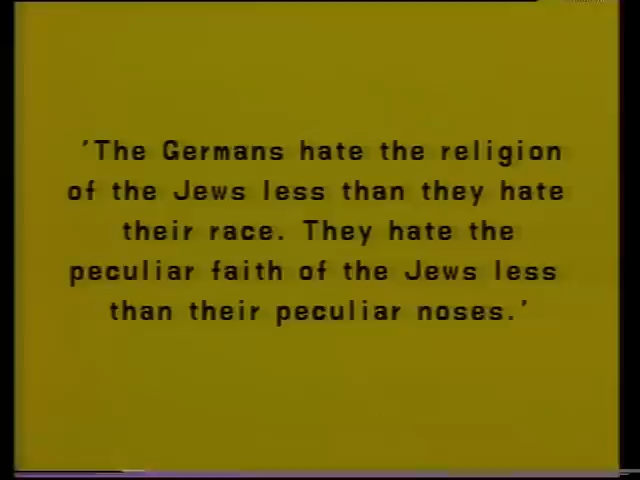 'The Germans hate the religion
of the Jews less than they hate
their race. They hate the
peculiar faith of the Jews less
than their peculiar noses.'